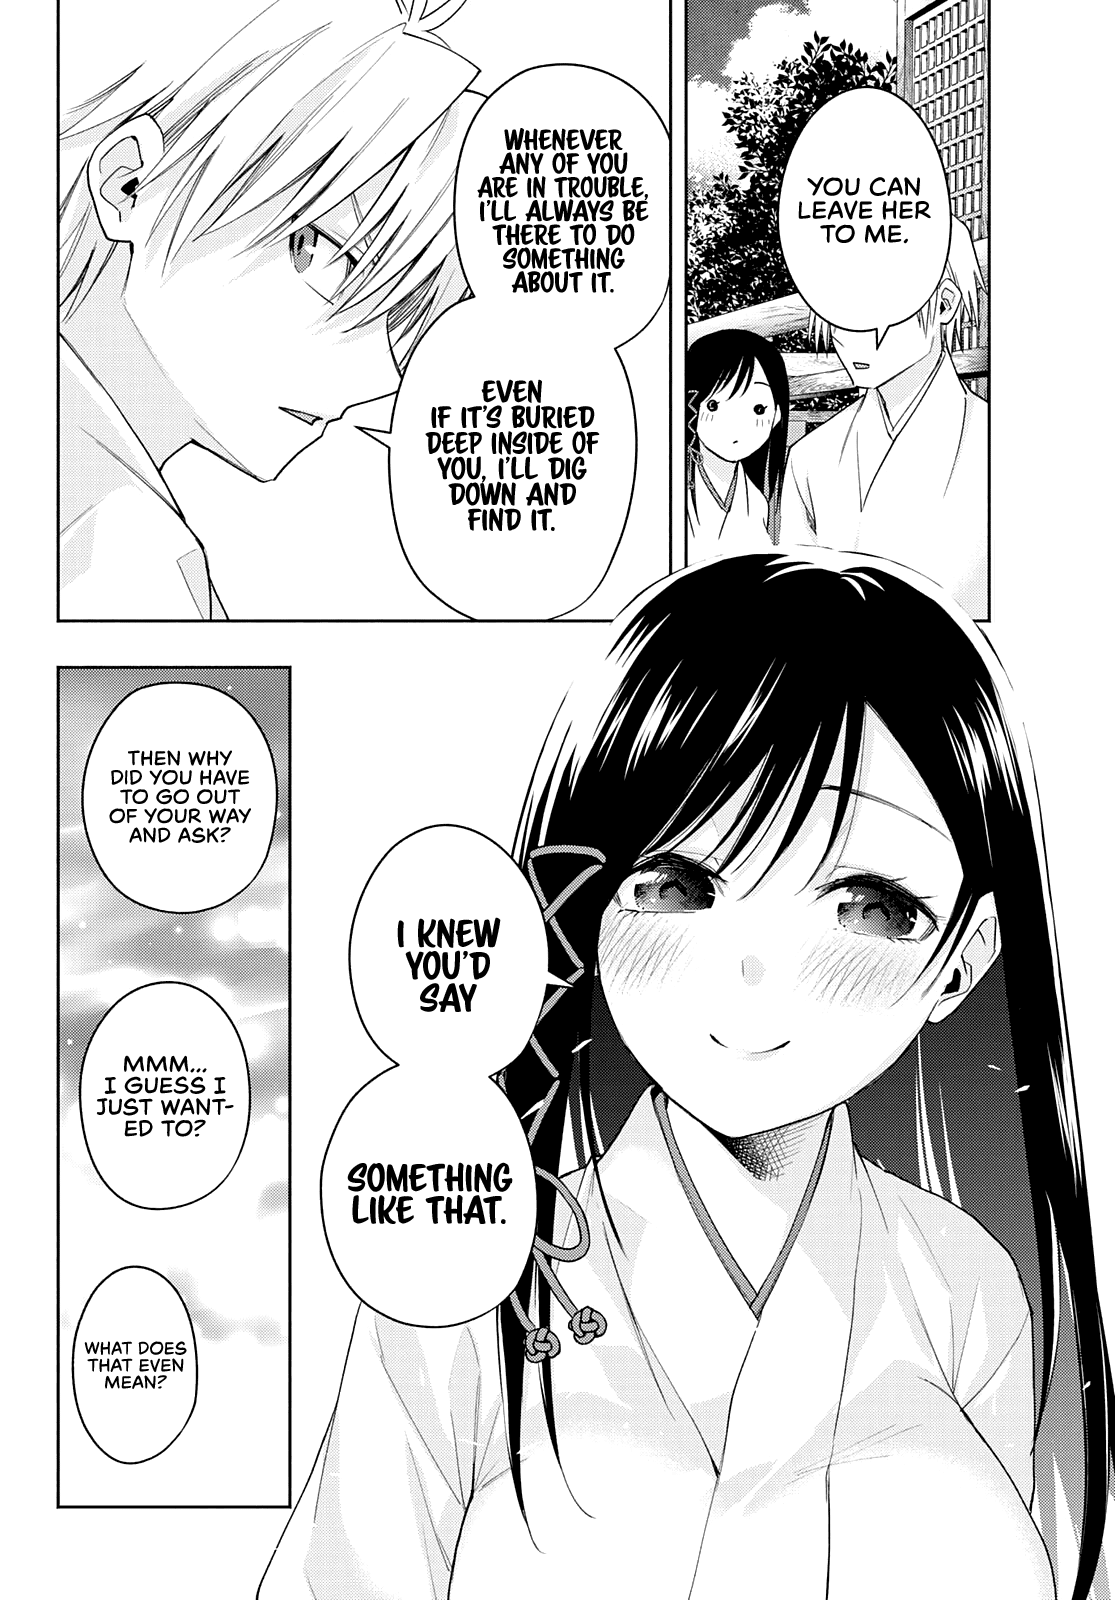 YOU CAN
LEAVE HER
TO ME.
WHENEVER
ANY OF YOU
ARE IN TROUBLE,
I'LL ALWAYS BE
THERE TO DO
SOMETHING
ABOUT IT.
EVEN
IF IT'S BURIED
DEEP INSIDE OF
YOU, I'LL DIG
DOWN AND
FIND IT.
I KNEW
YOU'D
SAY
SOMETHING
LIKE THAT.
THEN WHY
DID YOU HAVE
TO GO OUT
OF YOUR WAY
AND ASK?
MMM...
I GUESS I
JUST WANT-
ED TO?
WHAT DOES
THAT EVEN
MEAN?